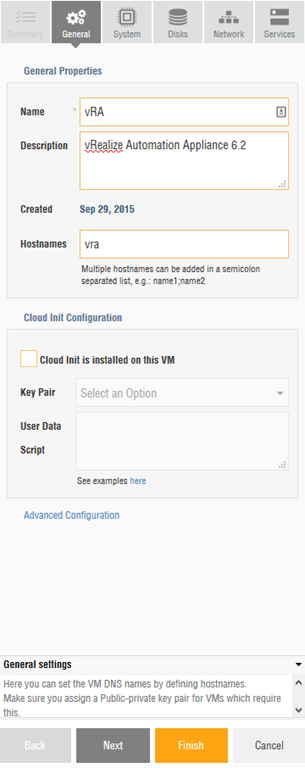 Summary General System Disks Network Services
General Properties
Name * vRA
Description vRealize Automation Appliance 6.2
Created Sep 29, 2015
Hostnames vra
Multiple hostnames can be added in a semicolon
separated list, e.g.: name1;name2
Cloud Init Configuration
Cloud Init is installed on this VM
Key Pair Select an Option
User Data
Script
See examples here
Advanced Configuration
General settings
Here you can set the VM DNS names by defining hostnames.
Make sure you assign a Public-private key pair for VMs which require
this.
Back Next Finish Cancel